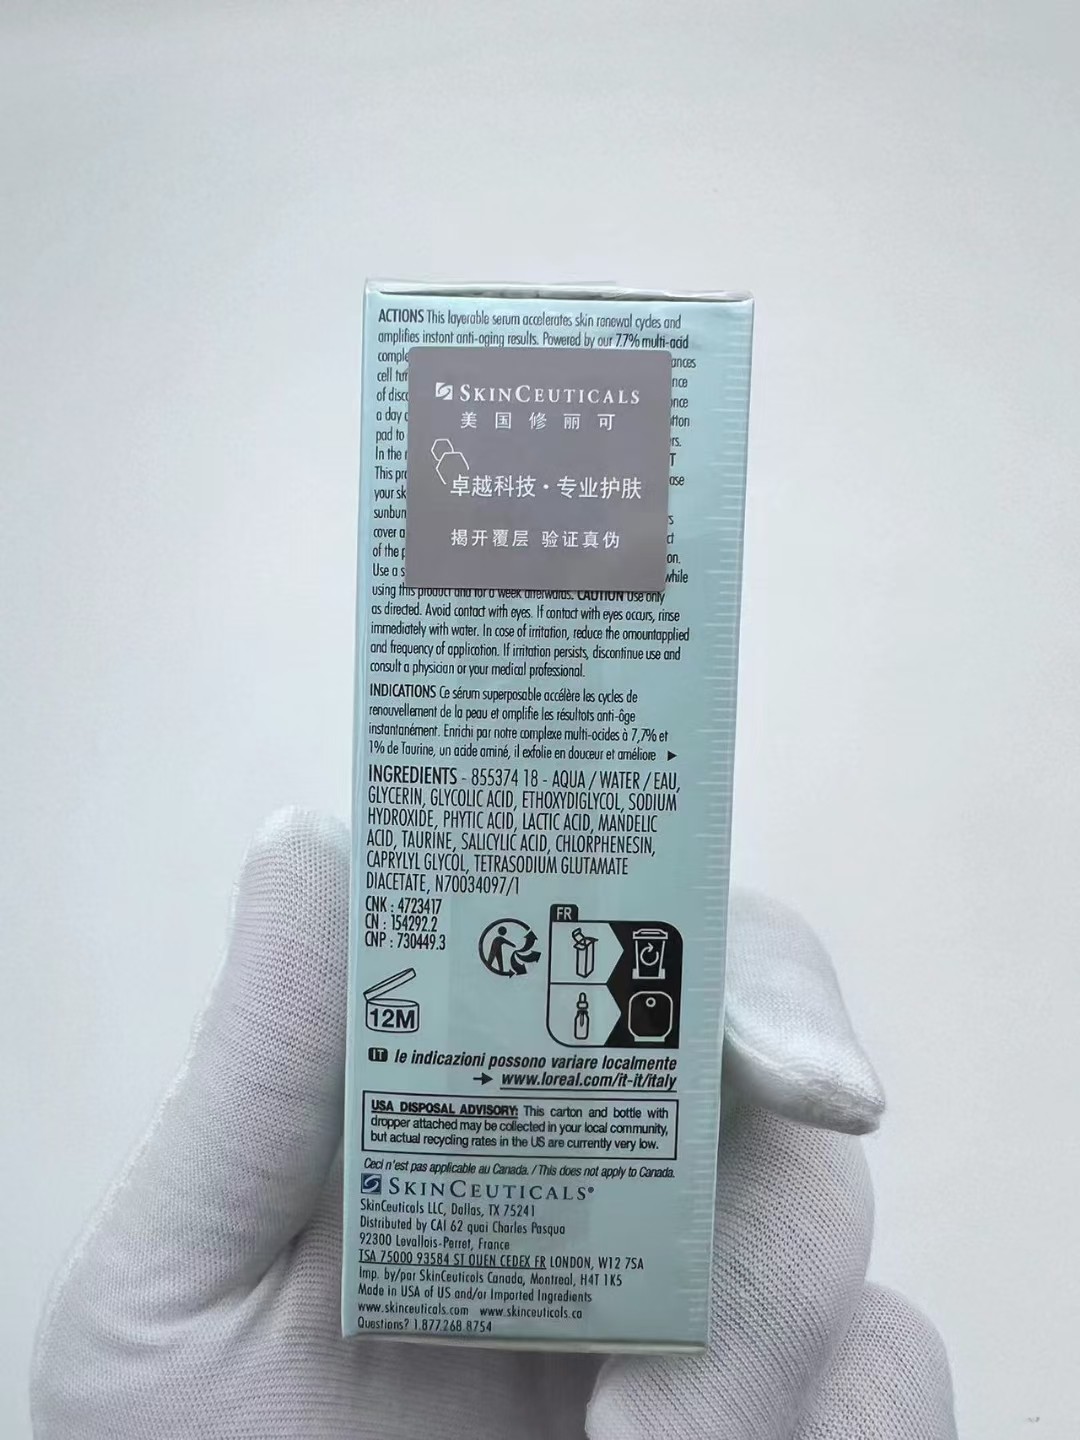 ACTIONS This layerable serum accelerates skin renewal cycles and
amplifies instant anti-aging results. Powered by our 7.7% multi-acid
SKINCEUTICALS
美国修丽可
卓越科技·专业护肤
揭开覆层 验证真伪
Use a s
while
using this product and for a week afterwards. CAUTION Use only
as directed. Avoid contact with eyes. If contact with eyes occurs, rinse
immediately with water. In case of irritation, reduce the omountapplied
and frequency of application. If irritation persists, discontinue use and
consult a physician or your medical professional.
INDICATIONS Ce sérum superposable accélère les cycles de
renouvellement de la peau et omplifie les résultots anti-âge
instantanément. Enrichi par notre complexe multi-ocides à 7,7% et
1% de Taurine, un acide aminé, il exfolie en douceur et améliore ►
INGREDIENTS - 855374 18 - AQUA / WATER / EAU,
GLYCERIN, GLYCOLIC ACID, ETHOXYDIGLYCOL, SODIUM
HYDROXIDE, PHYTIC ACID, LACTIC ACID, MANDELIC
ACID, TAURINE, SALICYLIC ACID, CHLORPHENESIN,
CAPRYLYL GLYCOL, TETRASODIUM GLUTAMATE
DIACETATE, N70034097/1
CNK : 4723417
CN : 154292.2
CNP : 730449.3
FR
12M
IT le indicazioni possono variare localmente
→ www.loreal.com/it-it/italy
USA DISPOSAL ADVISORY: This carton and bottle with
dropper attached may be collected in your local community,
but actual recycling rates in the US are currently very low.
Ceci n'est pas applicable au Canada. / This does not apply to Canada.
SKINCEUTICALS®
SkinCeuticals LLC, Dallas, TX 75241
Distributed by CAI 62 quai Charles Pasqua
92300 Levallois-Perret, France
TSA 75000 93584 ST OUEN CEDEX FR LONDON, W12 7SA
Imp. by/par SkinCeuticals Canada, Montreal, H4T 1K5
Made in USA of US and/or Imported Ingredients
www.skinceuticals.com www.skinceuticals.ca
Questions? 1.877.268.8754